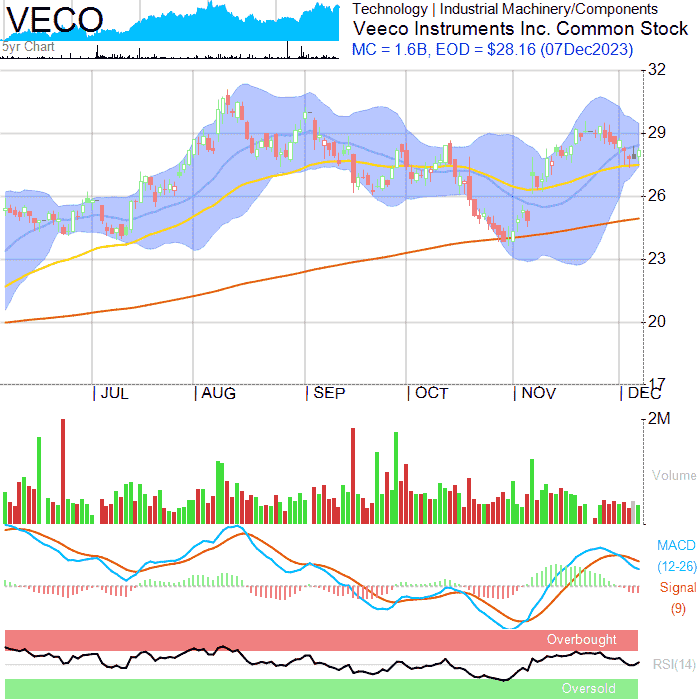 VECO
5yr Chart
Technology | Industrial Machinery/Components
Veeco Instruments Inc. Common Stock
MC = 1.6B, EOD = $28.16 (07Dec2023)
32
29
26
23
20
17
JUL
AUG
SEP
OCT
NOV
DEC
2M
Volume
MACD
(12-26)
Signal
(9)
Overbought
RSI(14)
Oversold